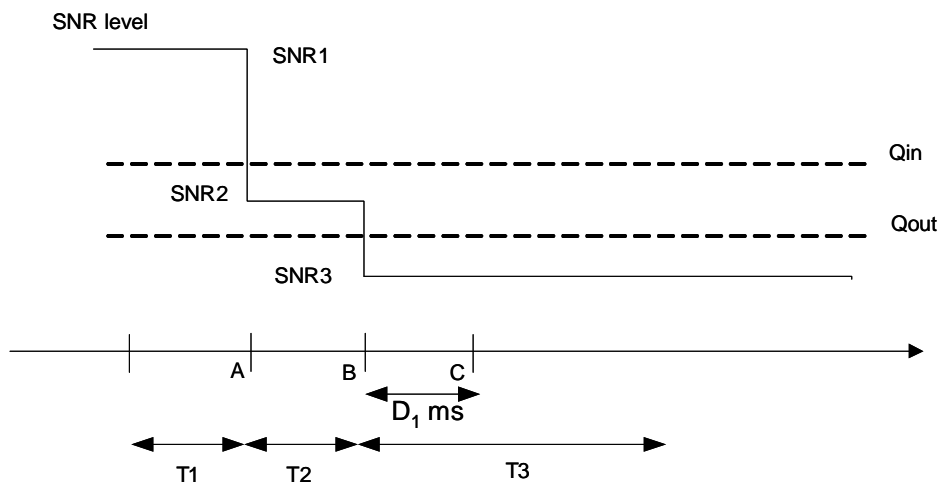 SNR level
SNR1
Qin
SNR2
Qout
SNR3
A
B
C
D₁ ms
T1
T2
T3